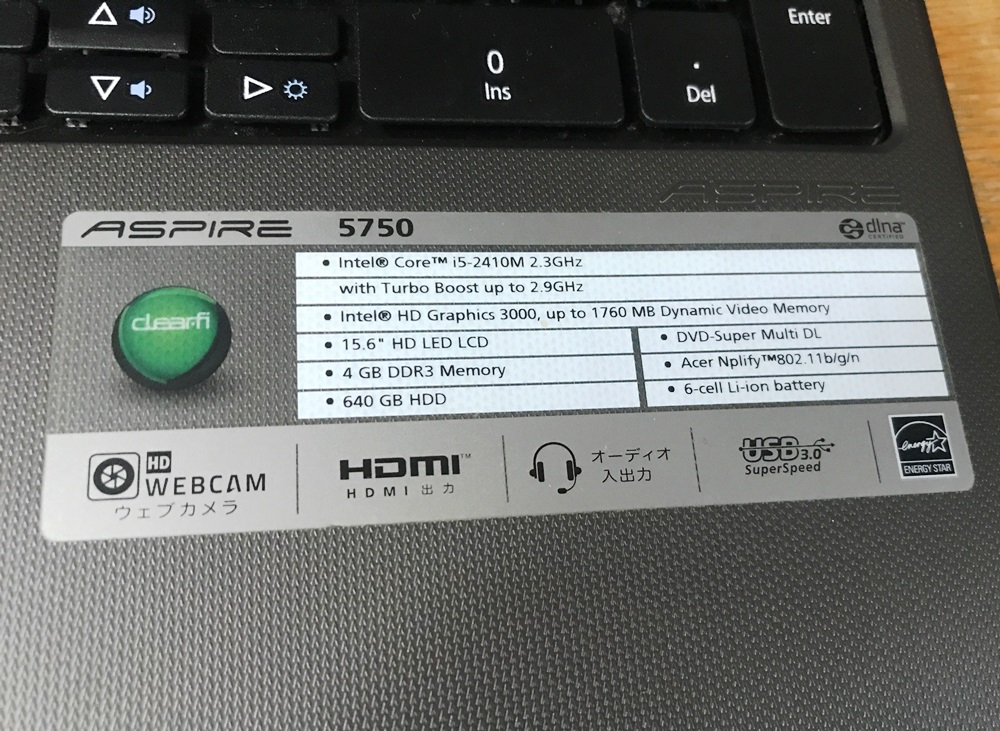 Enter
0
Ins
.
Del
ASPIRE
ASPIRE 5750
dlna
CERTIFIED
clear.fi
• Intel® Core™ i5-2410M 2.3GHz
with Turbo Boost up to 2.9GHz
• Intel® HD Graphics 3000, up to 1760 MB Dynamic Video Memory
• 15.6" HD LED LCD
• DVD-Super Multi DL
• 4 GB DDR3 Memory
• Acer Nplify™802.11b/g/n
• 640 GB HDD
• 6-cell Li-ion battery
HD
WEBCAM
ウェブカメラ
HDMI™
HDMI 出力
オーディオ
入出力
USB 3.0
SuperSpeed
energy
ENERGY STAR